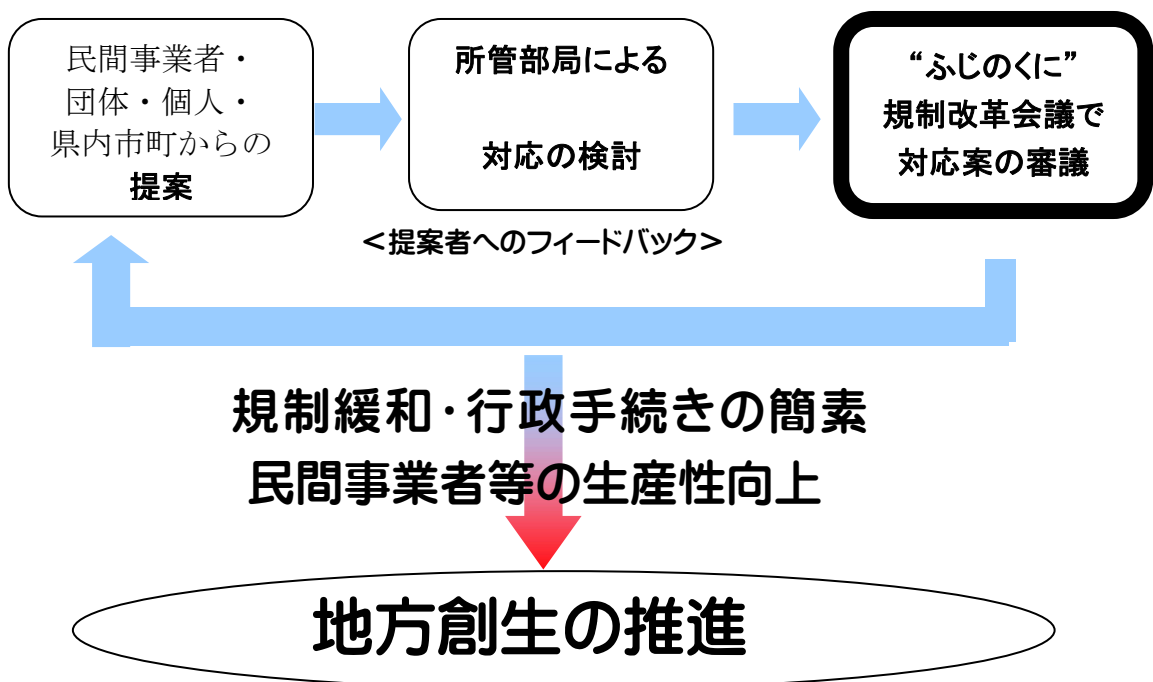 民間事業者・
団体・個人・
県内市町からの
提案
所管部局による
対応の検討
“ふじのくに”
規制改革会議で
対応案の審議
<提案者へのフィードバック>
規制緩和・行政手続きの簡素
民間事業者等の生産性向上
地方創生の推進